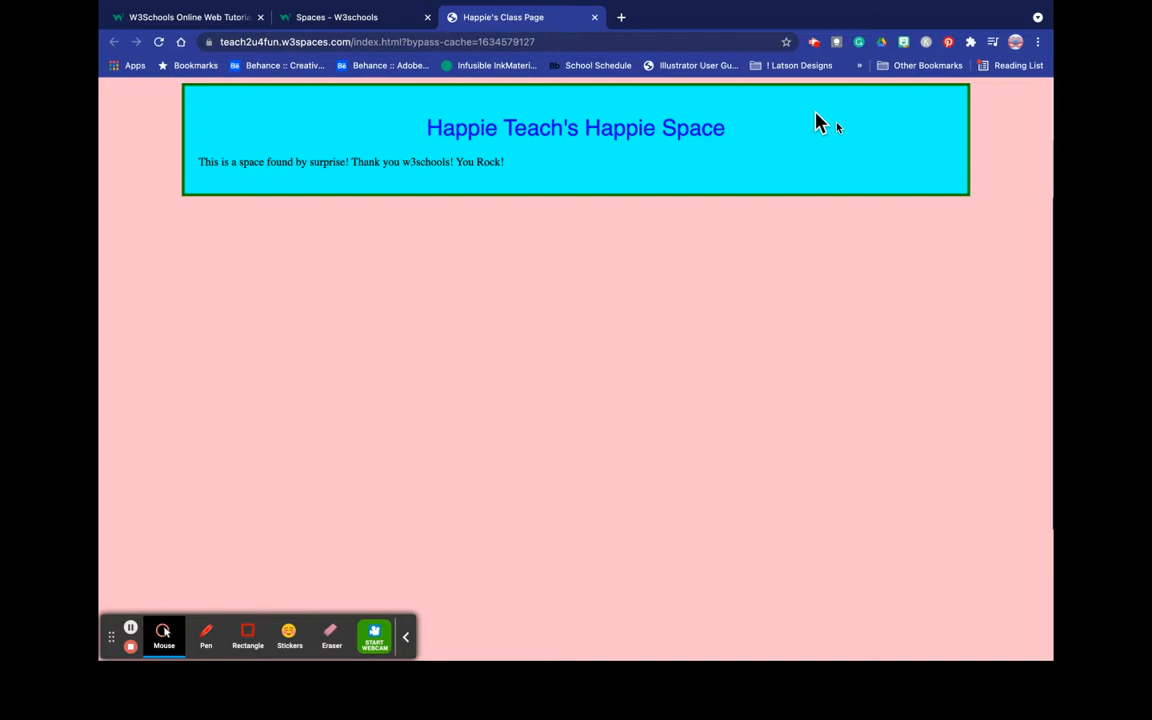 W3Schools Online Web Tutoria
Spaces - W3schools
Happie's Class Page
teach2u4fun.w3spaces.com/index.html?bypass-cache=1634579127
Apps
Bookmarks
Bē Behance :: Creativ...
Bē Behance :: Adobe...
Infusible InkMateri...
Bb School Schedule
Illustrator User Gu...
! Latson Designs
»
Other Bookmarks
Reading List
Happie Teach's Happie Space
This is a space found by surprise! Thank you w3schools! You Rock!
Mouse
Pen
Rectangle
Stickers
Eraser
START
WEBCAM